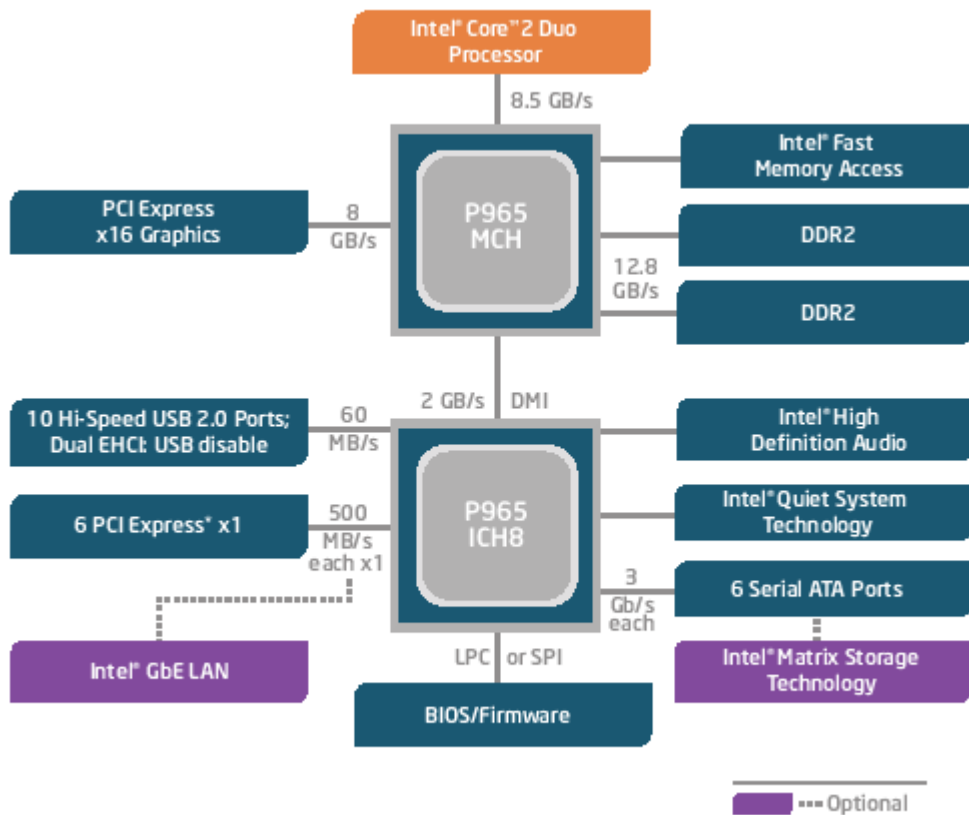 Intel® Core™2 Duo
Processor
8.5 GB/s
Intel® Fast
Memory Access
P965
MCH
PCI Express
x16 Graphics
8
GB/s
DDR2
12.8
GB/s
DDR2
2 GB/s DMI
10 Hi-Speed USB 2.0 Ports;
Dual EHCI: USB disable
60
MB/s
Intel® High
Definition Audio
P965
ICH8
6 PCI Express® x1
500
MB/s
each x1
Intel® Quiet System
Technology
3
Gb/s
each
6 Serial ATA Ports
Intel® GbE LAN
LPC or SPI
Intel® Matrix Storage
Technology
BIOS/Firmware
Optional